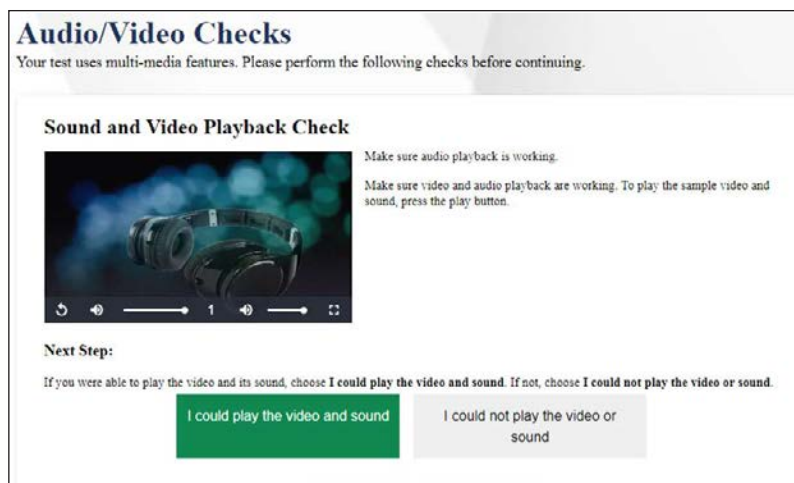 Audio/Video Checks
Your test uses multi-media features. Please perform the following checks before continuing.
Sound and Video Playback Check
Make sure audio playback is working.
Make sure video and audio playback are working. To play the sample video and
sound, press the play button.
1
Next Step:
If you were able to play the video and its sound, choose I could play the video and sound. If not, choose I could not play the video or sound.
I could play the video and sound
I could not play the video or
sound